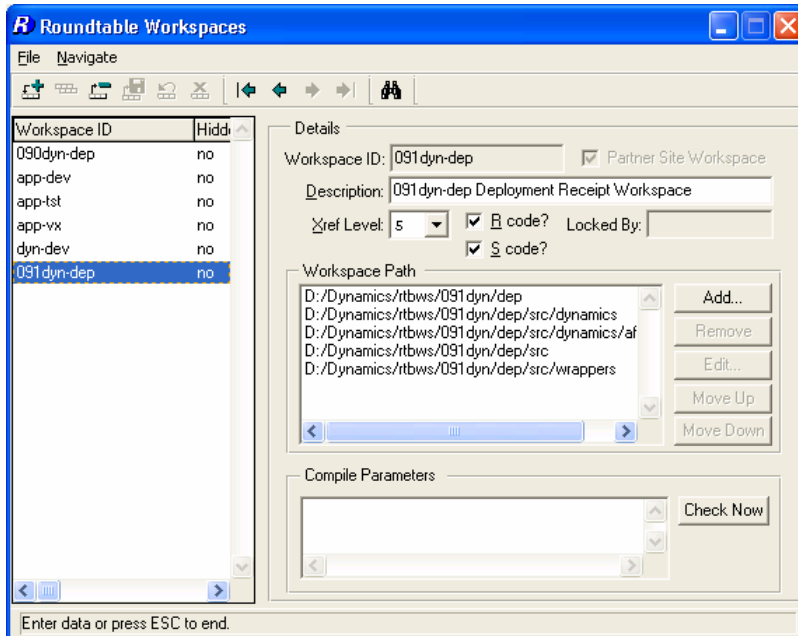 R Roundtable Workspaces
File Navigate
Workspace ID Hidd
090dyn-dep no
app-dev no
app-tst no
app-vx no
dyn-dev no
091dyn-dep no
Details
Workspace ID: 091dyn-dep Partner Site Workspace
Description: 091dyn-dep Deployment Receipt Workspace
Xref Level: 5 R code? Locked By:
S code?
Workspace Path
D:/Dynamics/rtbws/091dyn/dep
D:/Dynamics/rtbws/091dyn/dep/src/dynamics
D:/Dynamics/rtbws/091dyn/dep/src/dynamics/af
D:/Dynamics/rtbws/091dyn/dep/src
D:/Dynamics/rtbws/091dyn/dep/src/wrappers
Add...
Remove
Edit...
Move Up
Move Down
Compile Parameters
Check Now
Enter data or press ESC to end.